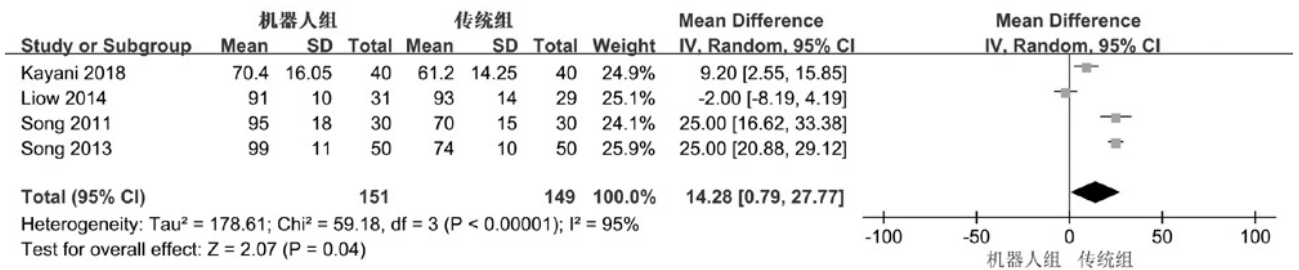 机器人组 传统组 Mean Difference Mean Difference
Study or Subgroup Mean SD Total Mean SD Total Weight IV, Random, 95% CI IV, Random, 95% CI
Kayani 2018 70.4 16.05 40 61.2 14.25 40 24.9% 9.20 [2.55, 15.85]
Liow 2014 91 10 31 93 14 29 25.1% -2.00 [-8.19, 4.19]
Song 2011 95 18 30 70 15 30 24.1% 25.00 [16.62, 33.38]
Song 2013 99 11 50 74 10 50 25.9% 25.00 [20.88, 29.12]
Total (95% CI) 151 149 100.0% 14.28 [0.79, 27.77]
Heterogeneity: Tau² = 178.61; Chi² = 59.18, df = 3 (P < 0.00001); I² = 95%
Test for overall effect: Z = 2.07 (P = 0.04)
-100 -50 0 50 100
机器人组 传统组